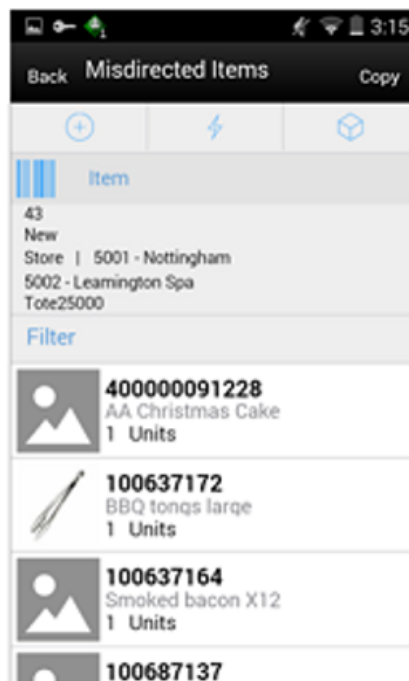 3:15
Back Misdirected Items Copy
Item
43
New
Store | 5001 - Nottingham
5002 - Leamington Spa
Tote25000
Filter
400000091228
AA Christmas Cake
1 Units
100637172
BBQ tongs large
1 Units
100637164
Smoked bacon X12
1 Units
100687137